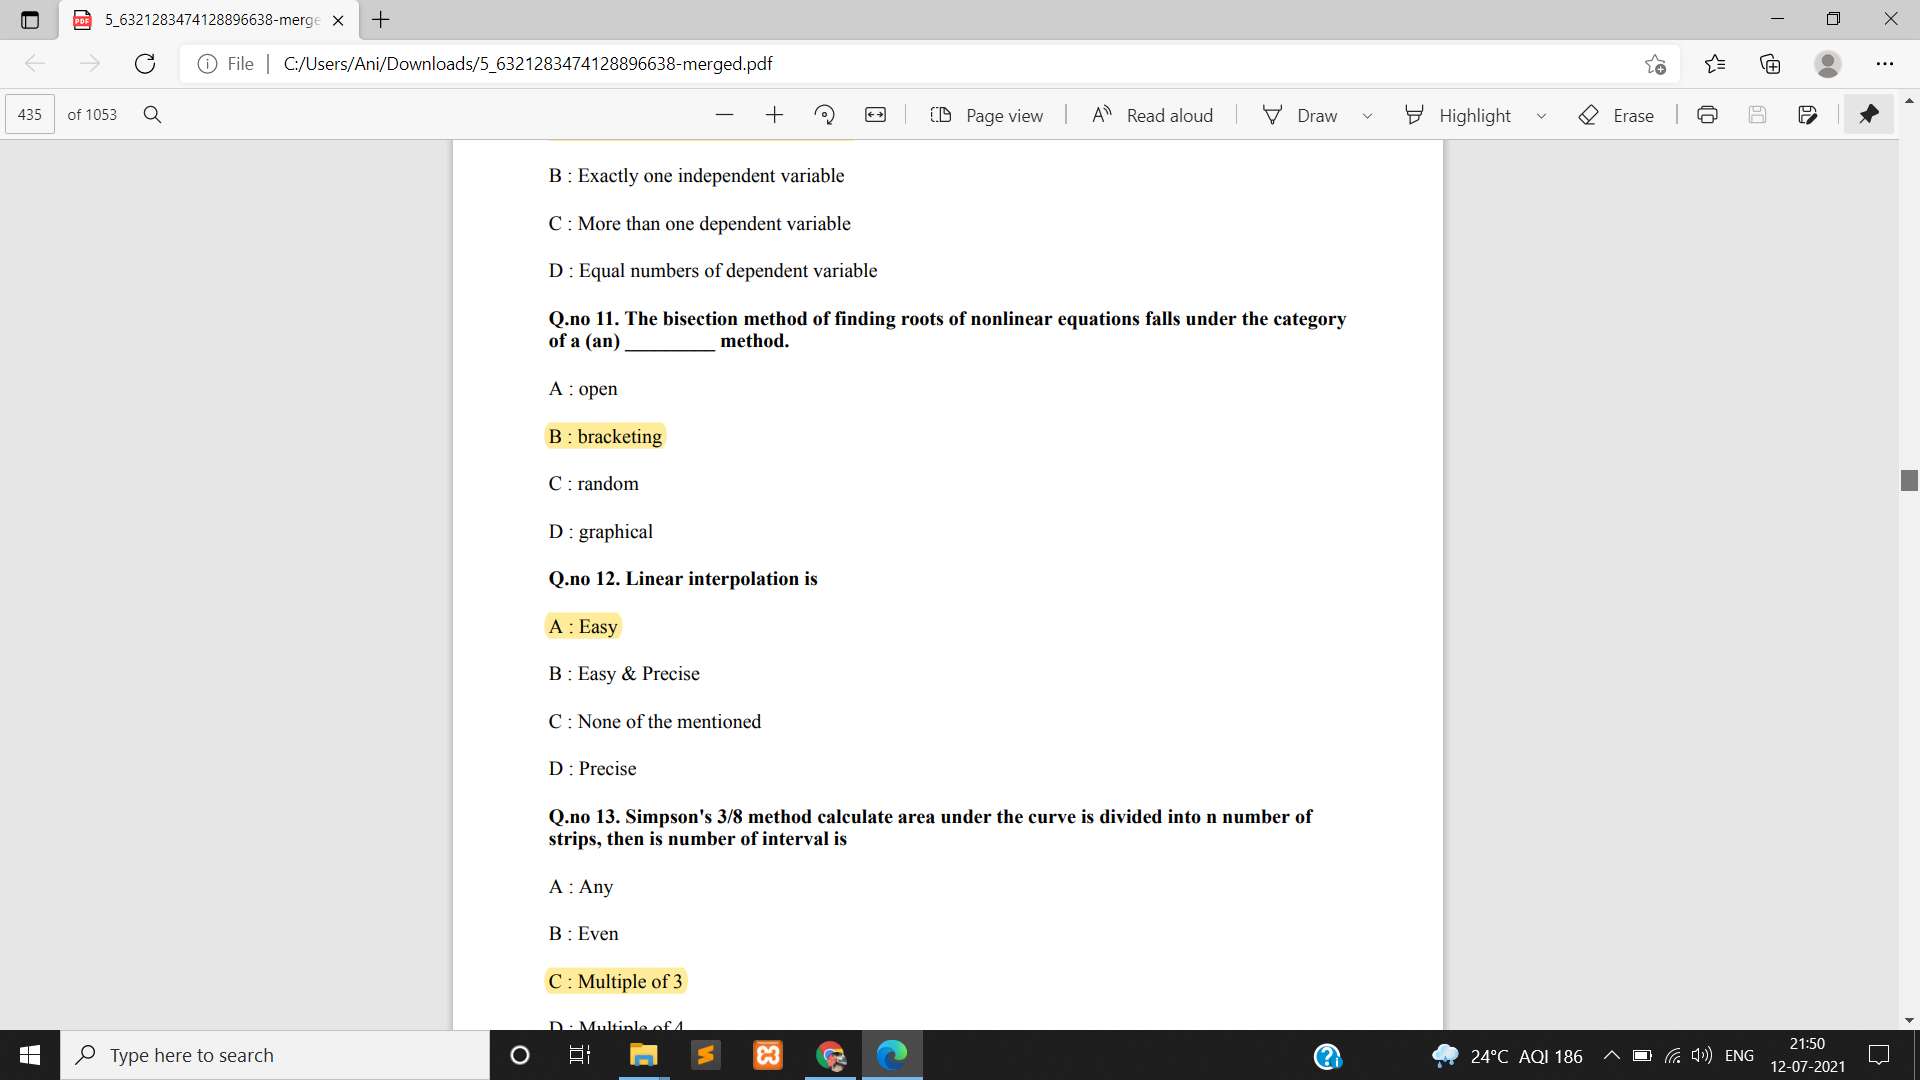 5_6321283474128896638-merge
File | C:/Users/Ani/Downloads/5_6321283474128896638-merged.pdf
435 of 1053 Page view Read aloud Draw Highlight Erase
B : Exactly one independent variable
C : More than one dependent variable
D : Equal numbers of dependent variable
Q.no 11. The bisection method of finding roots of nonlinear equations falls under the category
of a (an) _________ method.
A : open
B : bracketing
C : random
D : graphical
Q.no 12. Linear interpolation is
A : Easy
B : Easy & Precise
C : None of the mentioned
D : Precise
Q.no 13. Simpson's 3/8 method calculate area under the curve is divided into n number of
strips, then is number of interval is
A : Any
B : Even
C : Multiple of 3
D : Multiple of 4
Type here to search
24°C AQI 186 ENG
21:50
12-07-2021